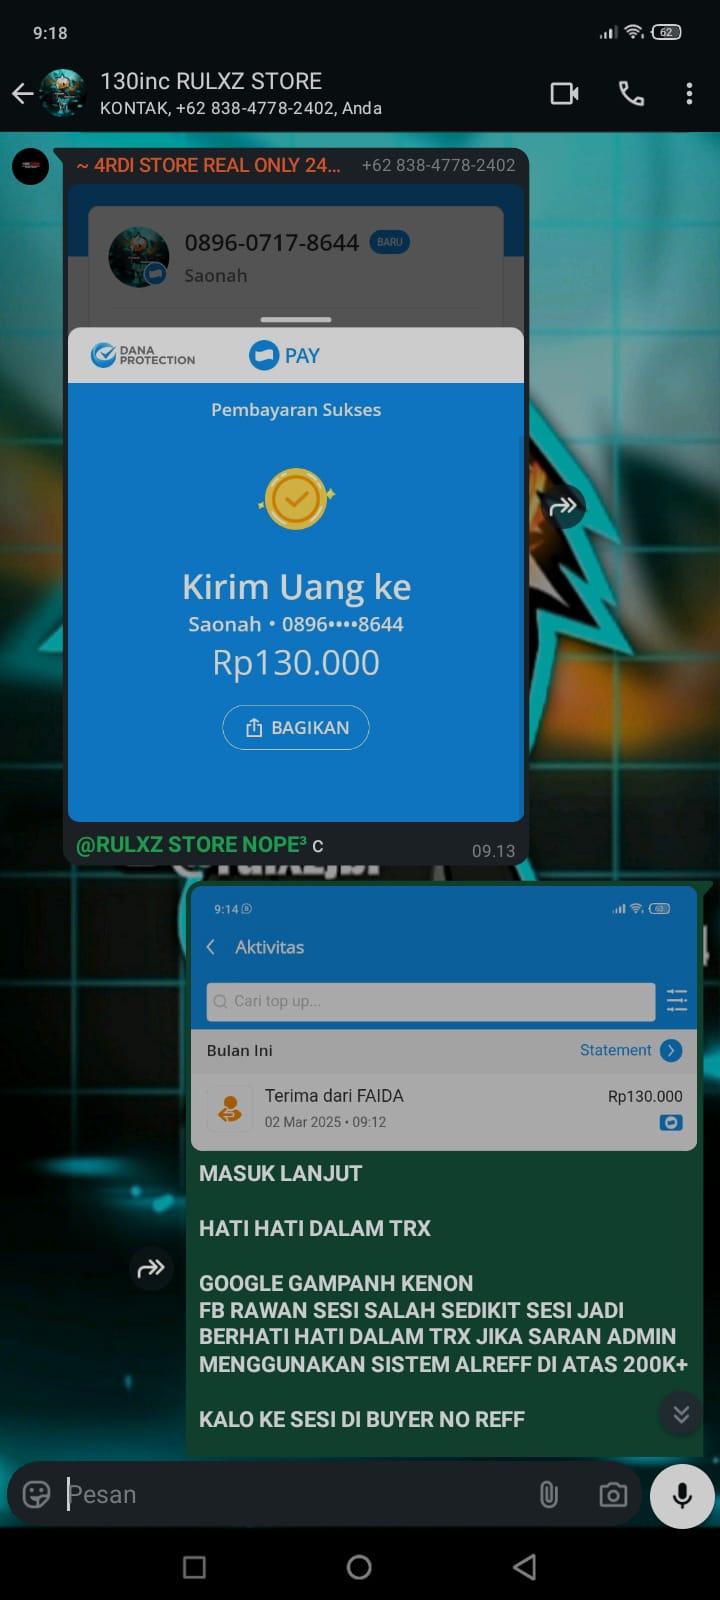 9:18
62
130inc RULXZ STORE
KONTAK, +62 838-4778-2402, Anda
~ 4RDI STORE REAL ONLY 24... +62 838-4778-2402
0896-0717-8644 BARU
Saonah
DANA PROTECTION PAY
Pembayaran Sukses
Kirim Uang ke
Saonah • 0896••••8644
Rp130.000
BAGIKAN
@RULXZ STORE NOPE³ c
09.13
9:14
Aktivitas
Cari top up...
Bulan Ini Statement
Terima dari FAIDA Rp130.000
02 Mar 2025 • 09:12
MASUK LANJUT
HATI HATI DALAM TRX
GOOGLE GAMPANH KENON
FB RAWAN SESI SALAH SEDIKIT SESI JADI
BERHATI HATI DALAM TRX JIKA SARAN ADMIN
MENGGUNAKAN SISTEM ALREFF DI ATAS 200K+
KALO KE SESI DI BUYER NO REFF
Pesan